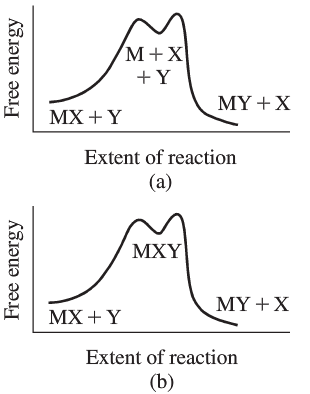 Free energy
M + X
+ Y
MX + Y
MY + X
Extent of reaction
(a)
Free energy
MXY
MX + Y
MY + X
Extent of reaction
(b)